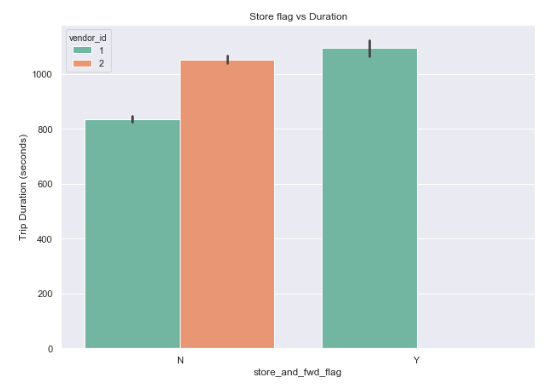 Store flag vs Duration
vendor_id
1
2
1000
800
600
400
200
0
Trip Duration (seconds)
N
Y
store_and_fwd_flag